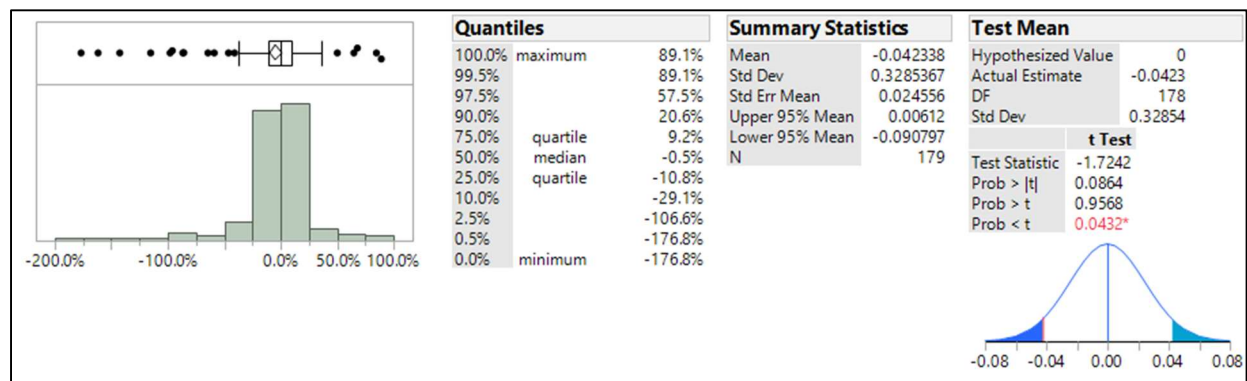 -200.0% -100.0% 0.0% 50.0% 100.0%
Quantiles
100.0% maximum 89.1%
99.5% 89.1%
97.5% 57.5%
90.0% 20.6%
75.0% quartile 9.2%
50.0% median -0.5%
25.0% quartile -10.8%
10.0% -29.1%
2.5% -106.6%
0.5% -176.8%
0.0% minimum -176.8%
Summary Statistics
Mean -0.042338
Std Dev 0.3285367
Std Err Mean 0.024556
Upper 95% Mean 0.00612
Lower 95% Mean -0.090797
N 179
Test Mean
Hypothesized Value 0
Actual Estimate -0.0423
DF 178
Std Dev 0.32854
t Test
Test Statistic -1.7242
Prob > |t| 0.0864
Prob > t 0.9568
Prob < t 0.0432*
-0.08 -0.04 0.00 0.04 0.08